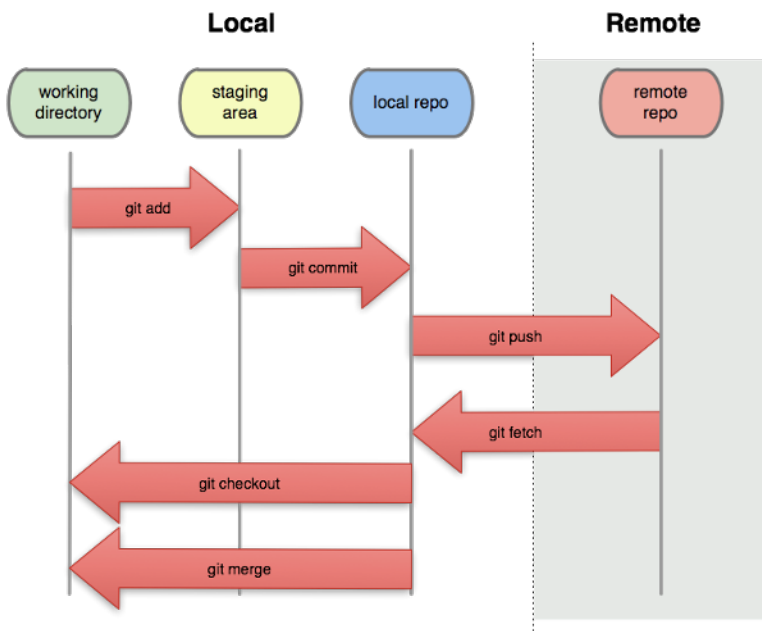 Local
Remote
working
directory
staging
area
local repo
remote
repo
git add
git commit
git push
git fetch
git checkout
git merge